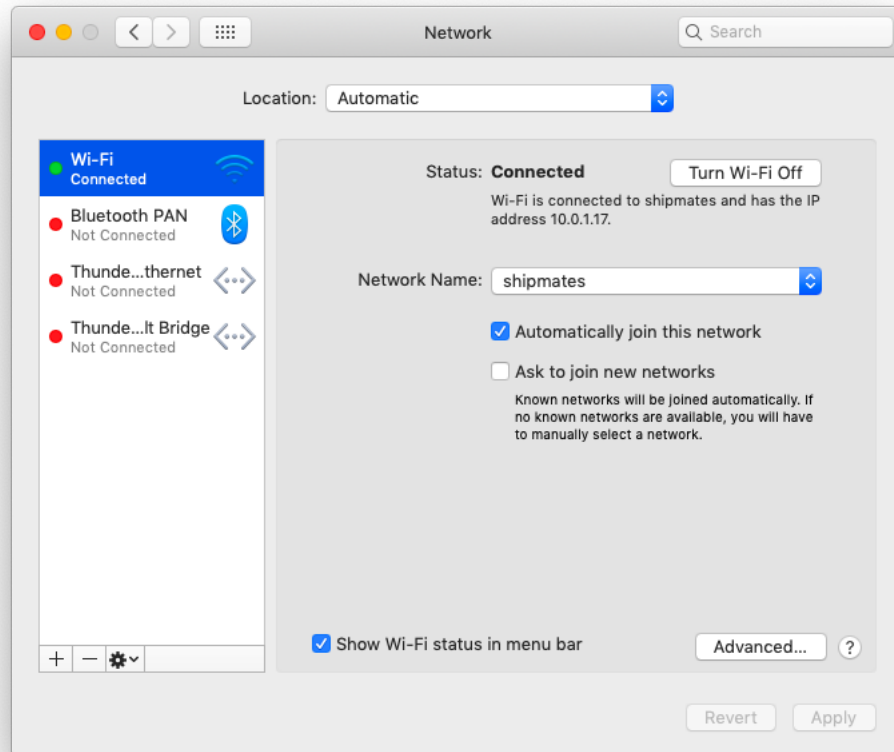 Network
Search
Location: Automatic
Wi-Fi
Connected
Bluetooth PAN
Not Connected
Thunde...thernet
Not Connected
Thunde...lt Bridge
Not Connected
Status: Connected
Turn Wi-Fi Off
Wi-Fi is connected to shipmates and has the IP
address 10.0.1.17.
Network Name: shipmates
Automatically join this network
Ask to join new networks
Known networks will be joined automatically. If
no known networks are available, you will have
to manually select a network.
Show Wi-Fi status in menu bar
Advanced...
?
Revert
Apply